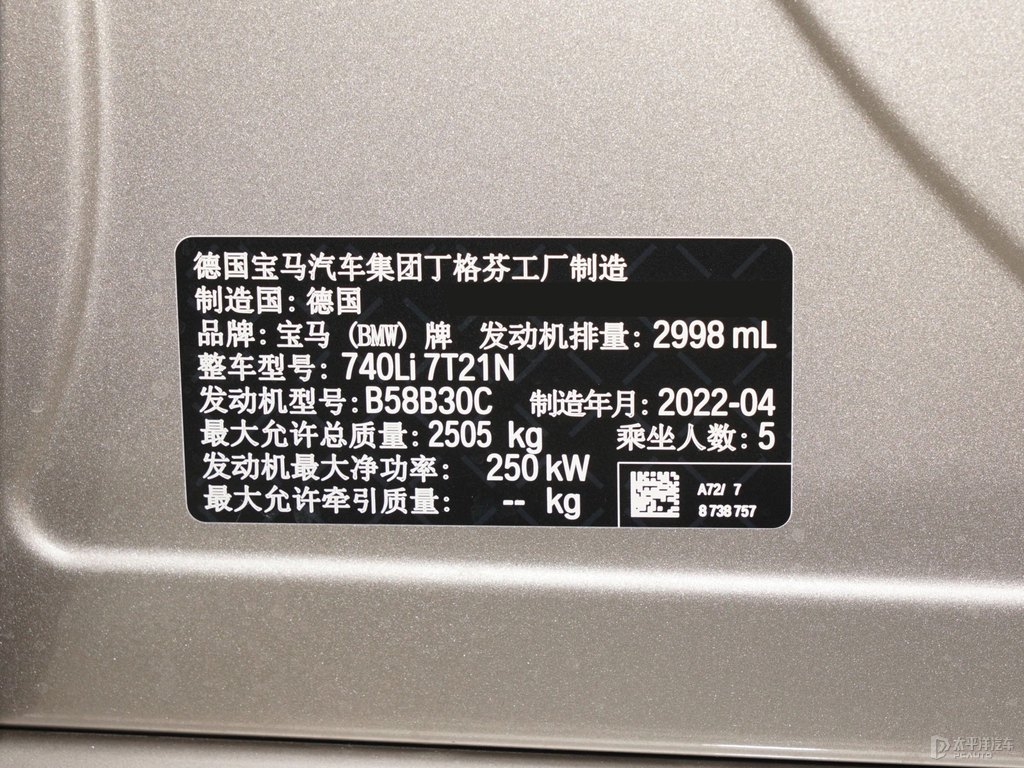 德国宝马汽车集团丁格芬工厂制造
制造国: 德国
品牌: 宝马 (BMW) 牌 发动机排量: 2998 mL
整车型号: 740Li 7T21N
发动机型号: B58B30C 制造年月: 2022-04
最大允许总质量: 2505 kg 乘坐人数: 5
发动机最大净功率: 250 kW
最大允许牵引质量: -- kg
A72/ 7
8 738 757
太平洋汽车
PCAUTO